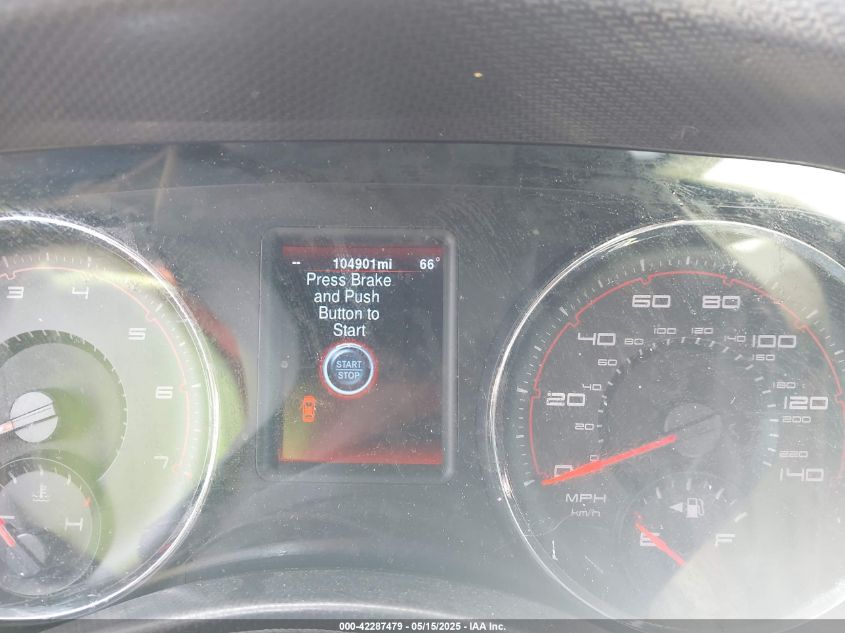 -- 104901mi 66°
Press Brake
and Push
Button to
Start
START
STOP
3 4 5 6 7
H
0 20 40 60 80 100 120 140
0 20 40 60 80 100 120 140 160 180 200 220
MPH
km/h
E F
000-42287479 - 05/15/2025 - IAA Inc.